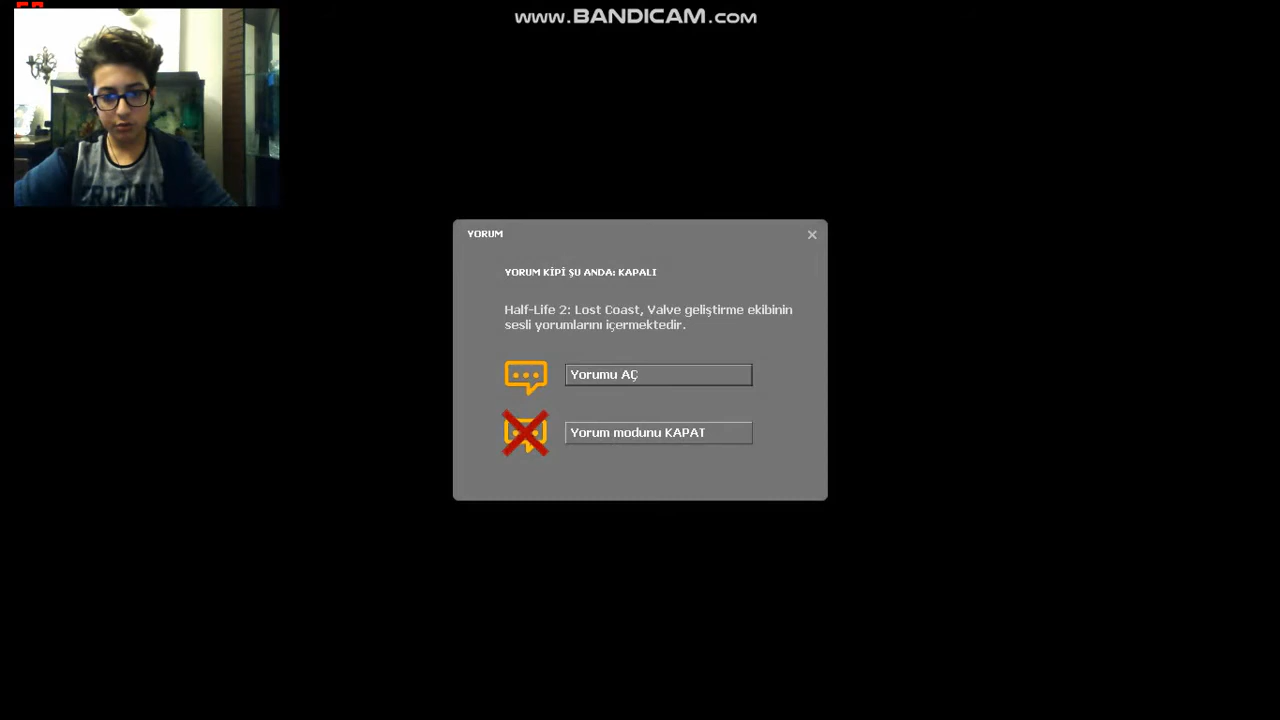 www.BANDICAM.com
YORUM
YORUM KİPİ ŞU ANDA: KAPALI
Half-Life 2: Lost Coast, Valve geliştirme ekibinin
sesli yorumlarını içermektedir.
Yorumu AÇ
Yorum modunu KAPAT
ORIGINAL